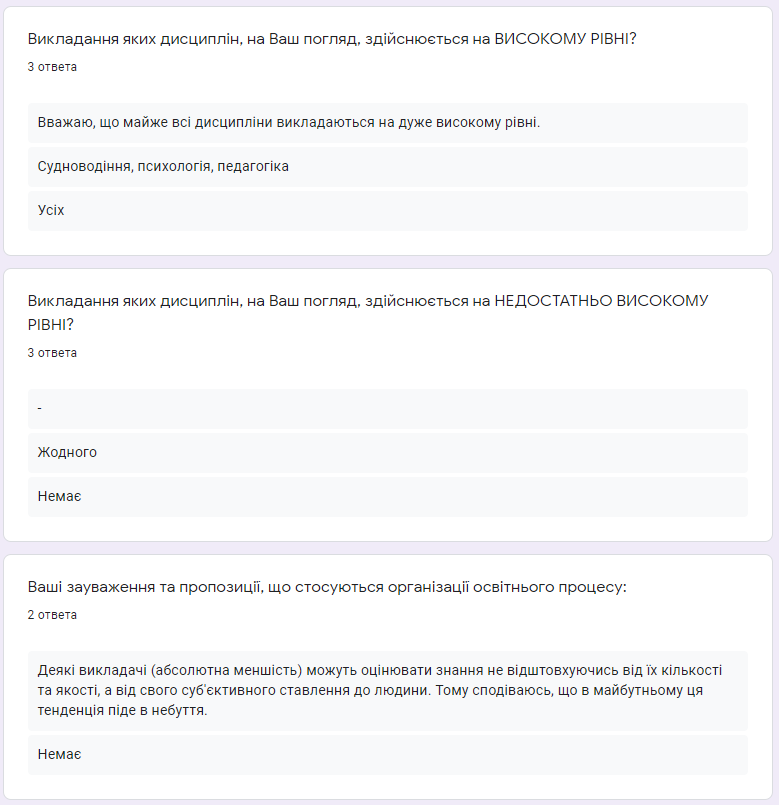 Викладання яких дисциплін, на Ваш погляд, здійснюється на ВИСОКОМУ РІВНІ?
3 ответа
Вважаю, що майже всі дисципліни викладаються на дуже високому рівні.
Судноводіння, психологія, педагогіка
Усіх
Викладання яких дисциплін, на Ваш погляд, здійснюється на НЕДОСТАТНЬО ВИСОКОМУ
РІВНІ?
3 ответа
-
Жодного
Немає
Ваші зауваження та пропозиції, що стосуються організації освітнього процесу:
2 ответа
Деякі викладачі (абсолютна меншість) можуть оцінювати знання не відштовхуючись від їх кількості
та якості, а від свого суб'єктивного ставлення до людини. Тому сподіваюсь, що в майбутньому ця
тенденція піде в небуття.
Немає